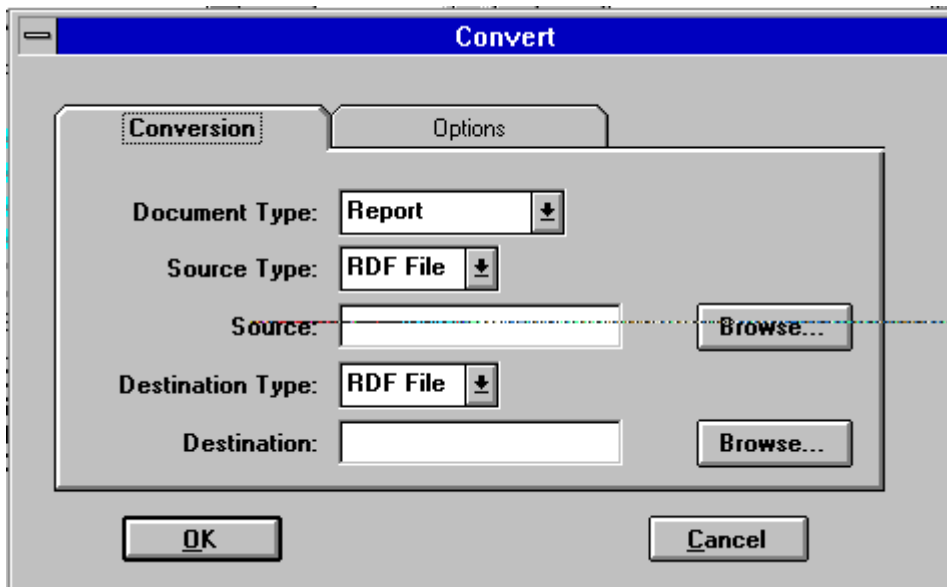 Convert
Conversion Options
Document Type: Report
Source Type: RDF File
Source: Browse...
Destination Type: RDF File
Destination: Browse...
OK Cancel